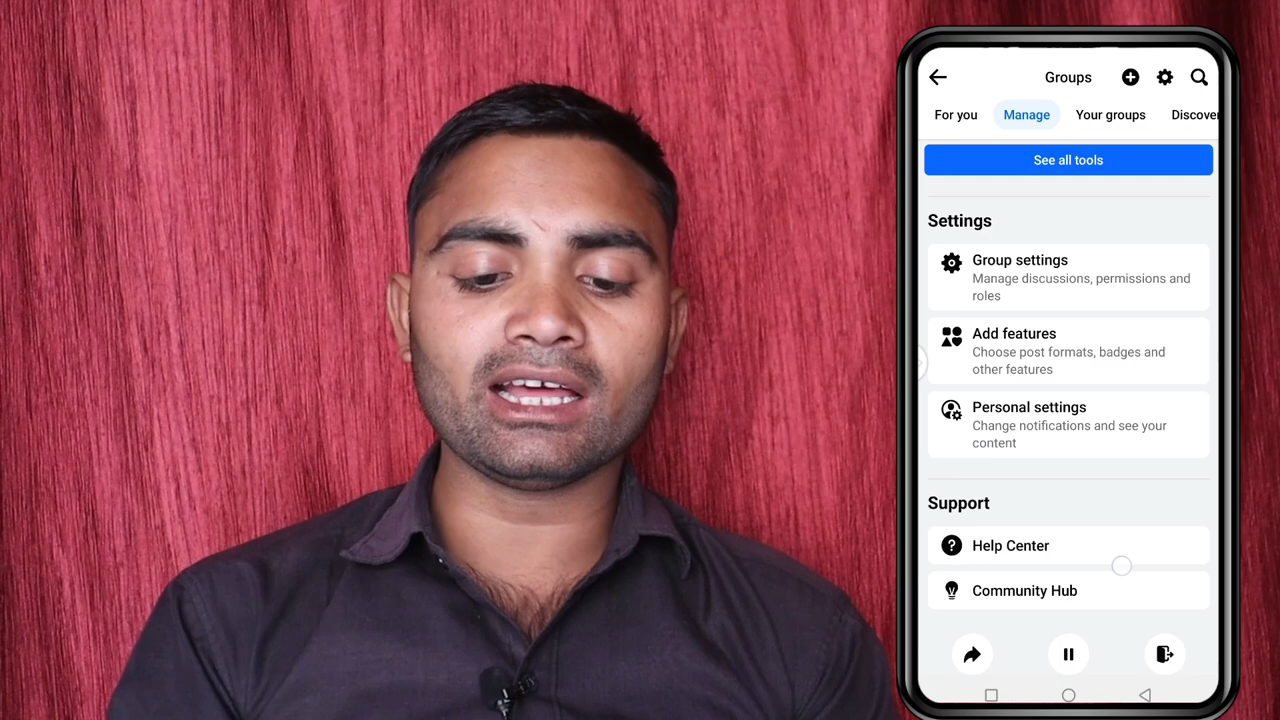 Groups
For you Manage Your groups Discover
See all tools
Settings
Group settings
Manage discussions, permissions and
roles
Add features
Choose post formats, badges and
other features
Personal settings
Change notifications and see your
content
Support
Help Center
Community Hub